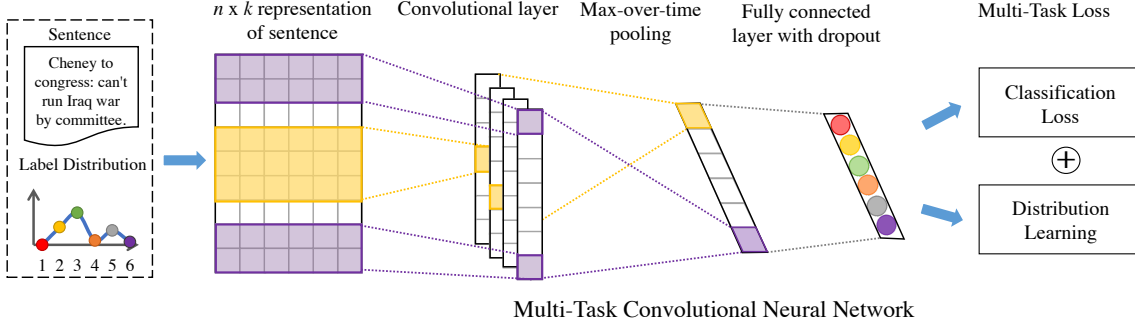 Sentence
Cheney to
congress: can't
run Iraq war
by committee.
Label Distribution
1 2 3 4 5 6
n x k representation
of sentence
Convolutional layer
Max-over-time
pooling
Fully connected
layer with dropout
Multi-Task Loss
Classification
Loss
+
Distribution
Learning
Multi-Task Convolutional Neural Network